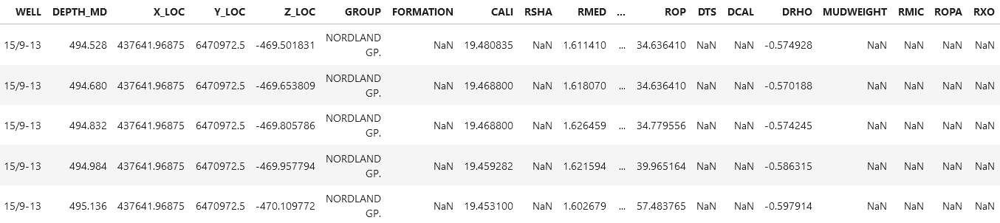 WELL DEPTH_MD X_LOC Y_LOC Z_LOC GROUP FORMATION CALI RSHA RMED ... ROP DTS DCAL DRHO MUDWEIGHT RMIC ROPA RXO
15/9-13 494.528 437641.96875 6470972.5 -469.501831 NORDLAND GP. NaN 19.480835 NaN 1.611410 ... 34.636410 NaN NaN -0.574928 NaN NaN NaN NaN
15/9-13 494.680 437641.96875 6470972.5 -469.653809 NORDLAND GP. NaN 19.468800 NaN 1.618070 ... 34.636410 NaN NaN -0.570188 NaN NaN NaN NaN
15/9-13 494.832 437641.96875 6470972.5 -469.805786 NORDLAND GP. NaN 19.468800 NaN 1.626459 ... 34.779556 NaN NaN -0.574245 NaN NaN NaN NaN
15/9-13 494.984 437641.96875 6470972.5 -469.957794 NORDLAND GP. NaN 19.459282 NaN 1.621594 ... 39.965164 NaN NaN -0.586315 NaN NaN NaN NaN
15/9-13 495.136 437641.96875 6470972.5 -470.109772 NORDLAND GP. NaN 19.453100 NaN 1.602679 ... 57.483765 NaN NaN -0.597914 NaN NaN NaN NaN